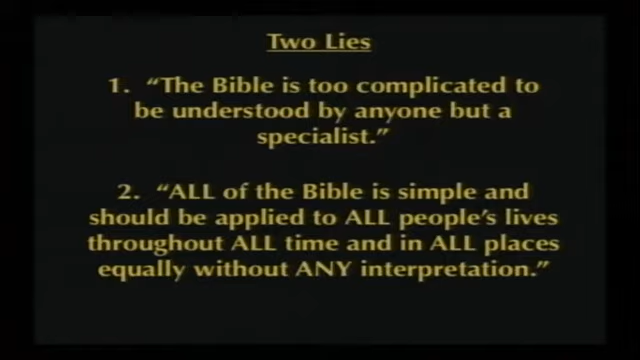 Two Lies
1. “The Bible is too complicated to
be understood by anyone but a
specialist.”
2. “ALL of the Bible is simple and
should be applied to ALL people’s lives
throughout ALL time and in ALL places
equally without ANY interpretation.”